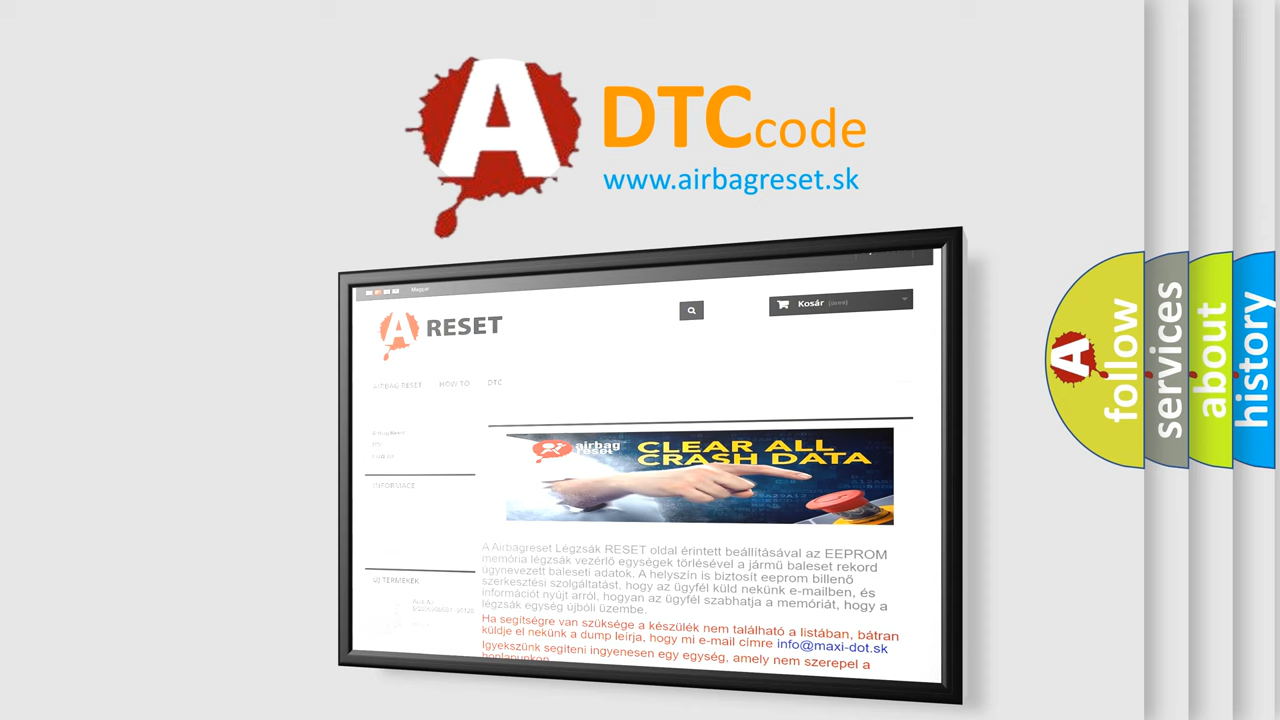 A
DTCcode
www.airbagreset.sk
Magyar
A RESET
Kosár (üres)
AIRBAG RESET HOW TO DTC
INFORMACE
airbag
reset
CLEAR ALL
CRASH DATA
A Airbagreset Légzsák RESET oldal érintett beállításával az EEPROM
memória légzsák vezérlő egységek törlésével a jármű baleset rekord
úgynevezett baleseti adatok. A helyszín is biztosít eeprom billenő
szerkesztési szolgáltatást, hogy az ügyfél küld nekünk e-mailben, és
információt nyújt arról, hogyan az ügyfél szabhatja a memóriát, hogy a
légzsák egység újbóli üzembe.
Ha segítségre van szüksége a készülék nem található a listában, bátran
küldje el nekünk a dump leírja, hogy mi e-mail címre info@maxi-dot.sk
Igyekszünk segíteni ingyenesen egy egység, amely nem szerepel a
honlapunkon
ÚJ TERMÉKEK
A
follow
services
about
history